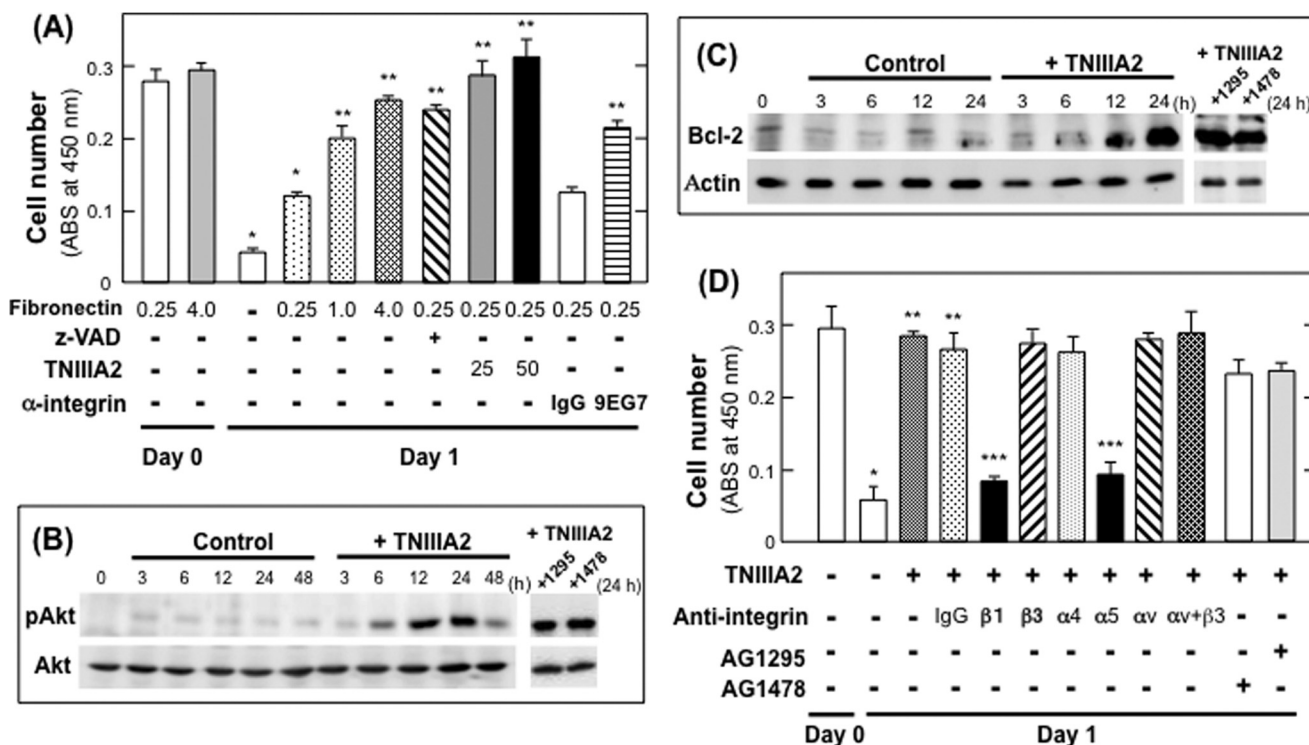 (A)
Cell number
(ABS at 450 nm)
0.3
0.2
0.1
0
* * ** ** ** ** ** **
Fibronectin 0.25 4.0 - 0.25 1.0 4.0 0.25 0.25 0.25 0.25 0.25
z-VAD - - - - - - + - - - -
TNIIIA2 - - - - - - - 25 50 - -
α-integrin - - - - - - - - - IgG 9EG7
Day 0 Day 1
(B)
Control + TNIIIA2 + TNIIIA2
0 3 6 12 24 48 3 6 12 24 48 (h) +1295 +1478 (24 h)
pAkt
Akt
(C)
Control + TNIIIA2 + TNIIIA2
0 3 6 12 24 3 6 12 24 (h) +1295 +1478 (24 h)
Bcl-2
Actin
(D)
Cell number
(ABS at 450 nm)
0.3
0.2
0.1
0
* ** ** *** ***
TNIIIA2 - - + + + + + + + + + +
Anti-integrin - - - IgG β1 β3 α4 α5 αv αv+β3 - -
AG1295 - - - - - - - - - - - +
AG1478 - - - - - - - - - - + -
Day 0 Day 1